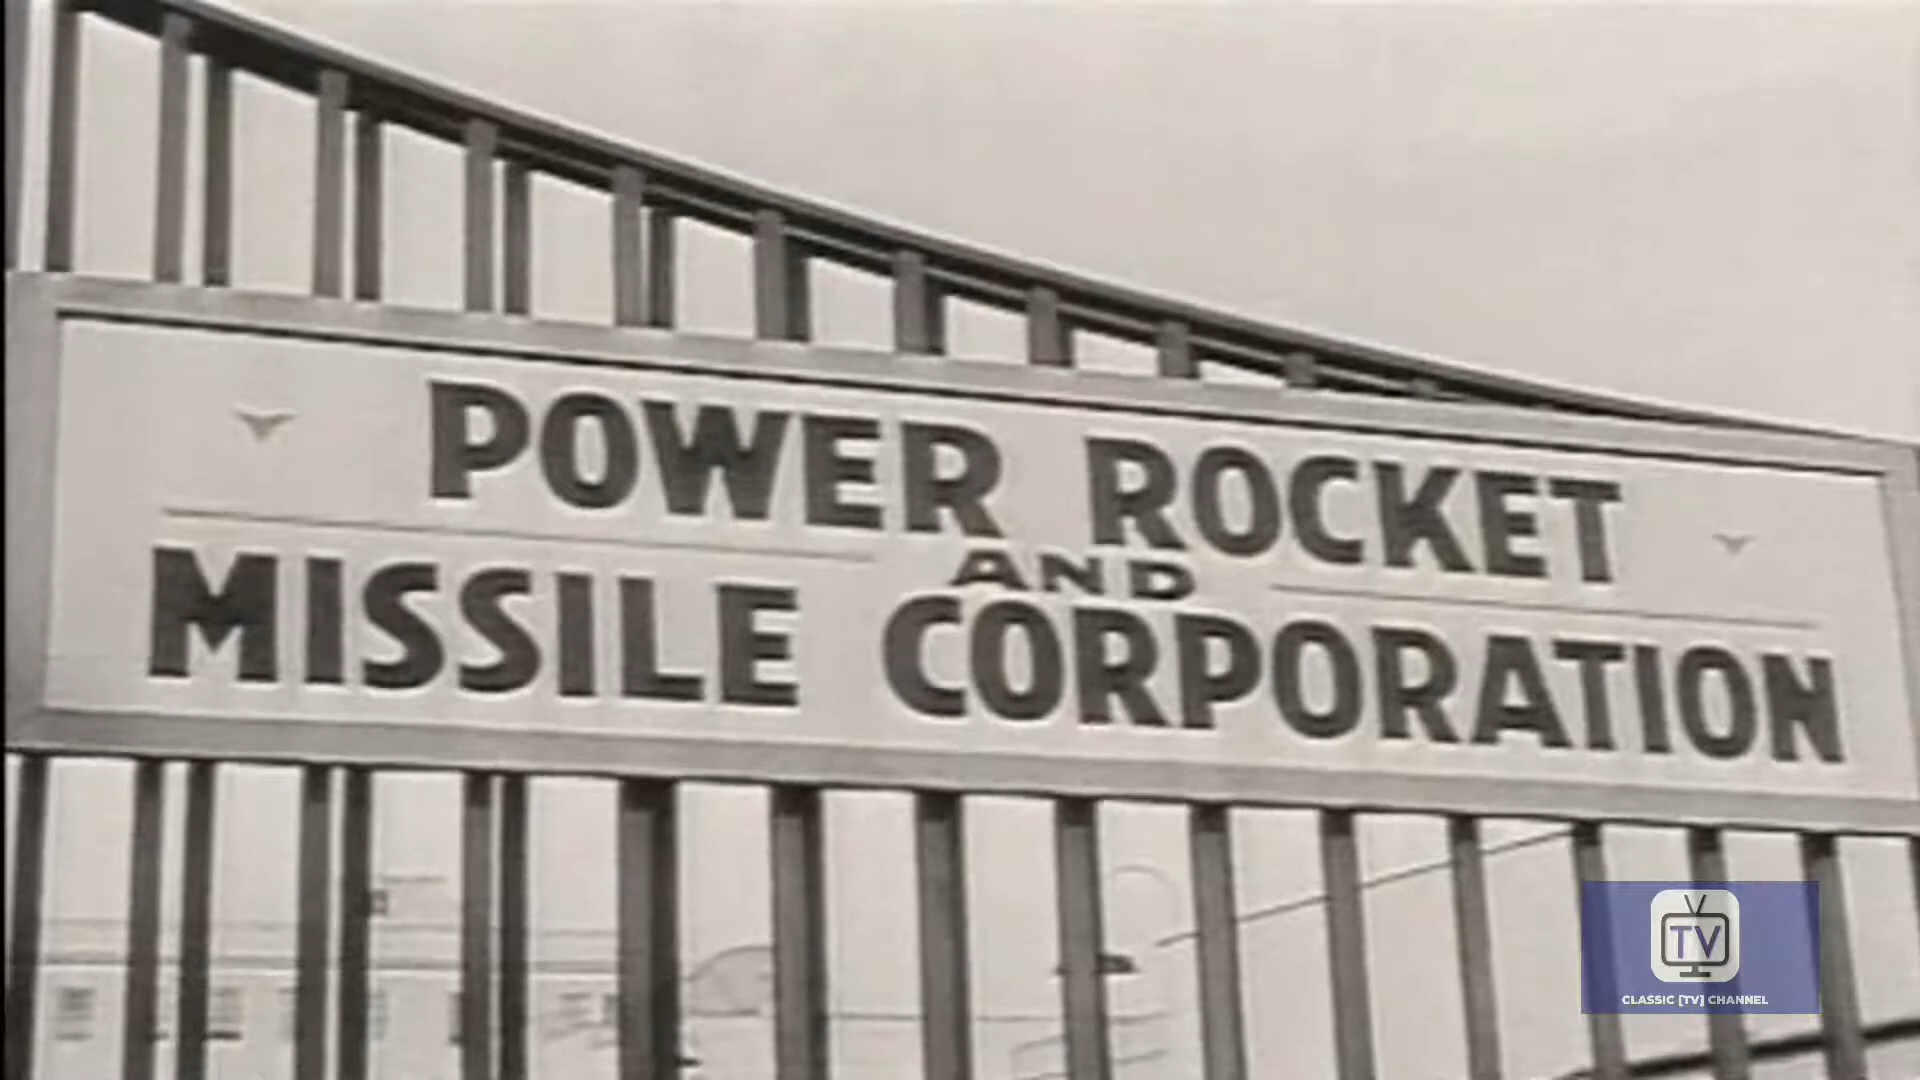 POWER ROCKET
AND
MISSILE CORPORATION
TV
CLASSIC [TV] CHANNEL